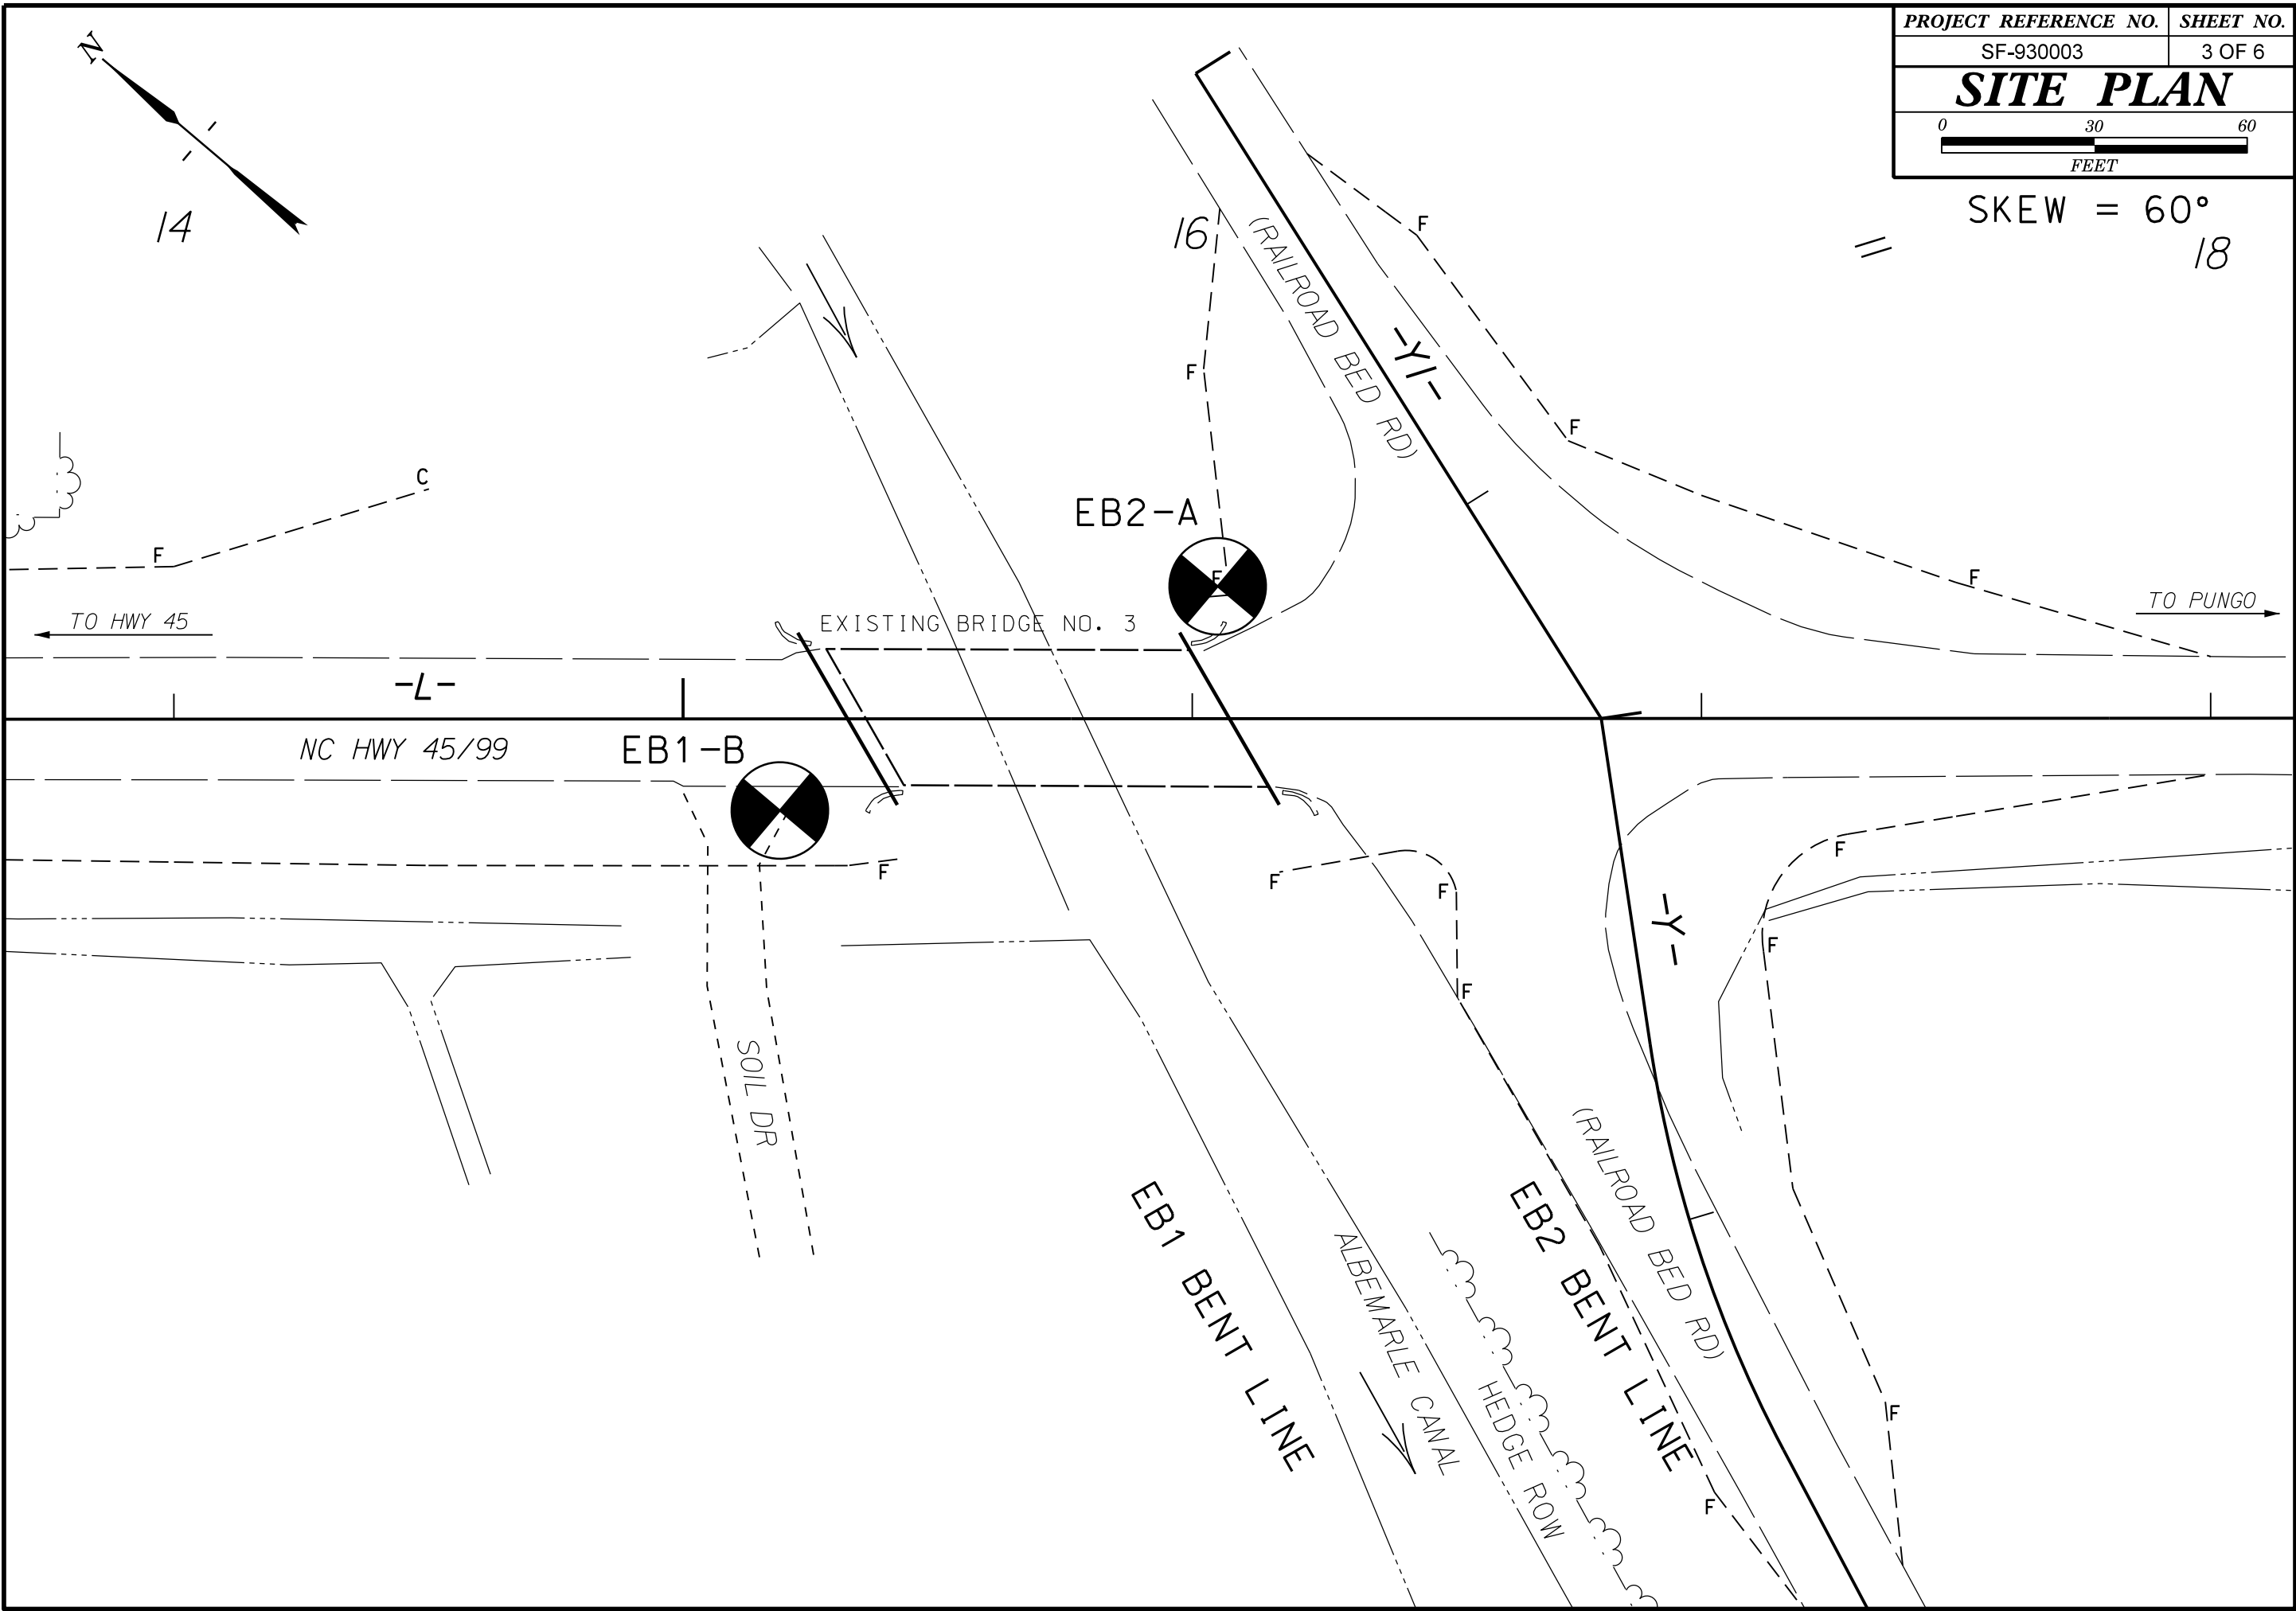 PROJECT REFERENCE NO.
SHEET NO.
SF-930003
3 OF 6
SITE PLAN
0 30 60
FEET
SKEW = 60°
N
14
16
18
(RAILROAD BED RD)
-Y1-
F
F
F
F
C
F
EB2-A
F
F
TO HWY 45
EXISTING BRIDGE NO. 3
TO PUNGO
-L-
NC HWY 45/99
EB1-B
F
F
F
F
-Y-
F
F
SOIL DR
EB1 BENT LINE
ALBEMARLE CANAL
HEDGE ROW
EB2 BENT LINE
(RAILROAD BED RD)
F
F